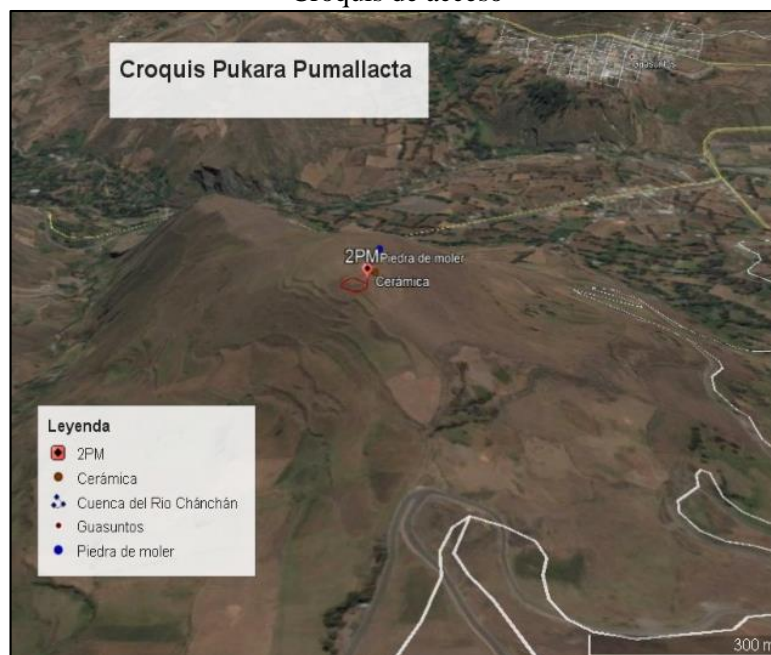 Croquis de acceso
Croquis Pukara Pumallacta
Guasuntos
2PM
Piedra de moler
Cerámica
Leyenda
2PM
Cerámica
Cuenca del Rio Chánchán
Guasuntos
Piedra de moler
300 m